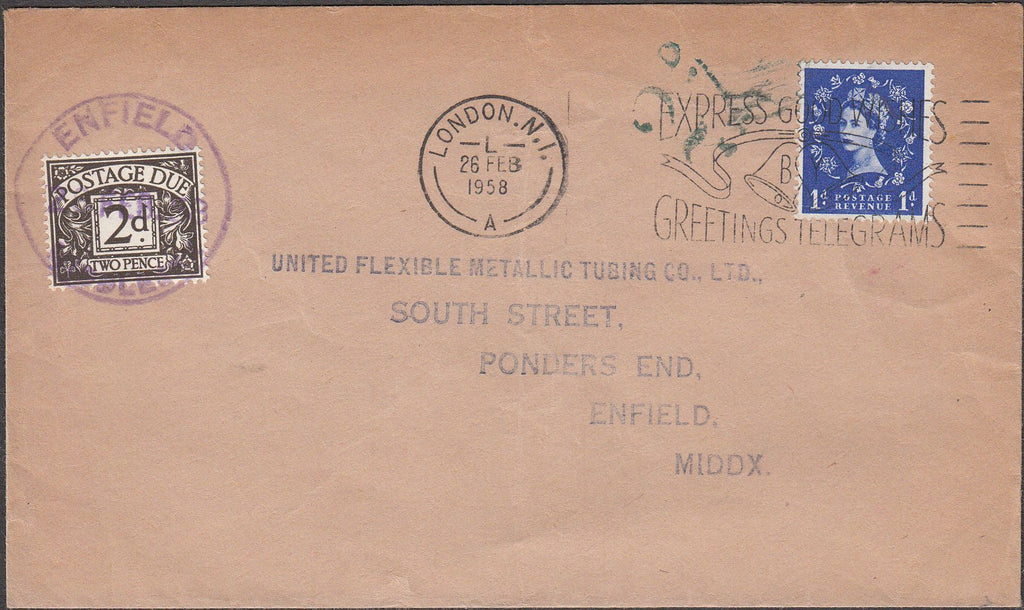 ENFIELD
POSTAGE DUE
2d.
TWO PENCE
LONDON. N.1.
L
26 FEB
1958
A
EXPRESS GOOD WISHES
BY
GREETINGS TELEGRAMS
1d POSTAGE REVENUE 1d
UNITED FLEXIBLE METALLIC TUBING CO., LTD.,
SOUTH STREET,
PONDERS END,
ENFIELD,
MIDDX.